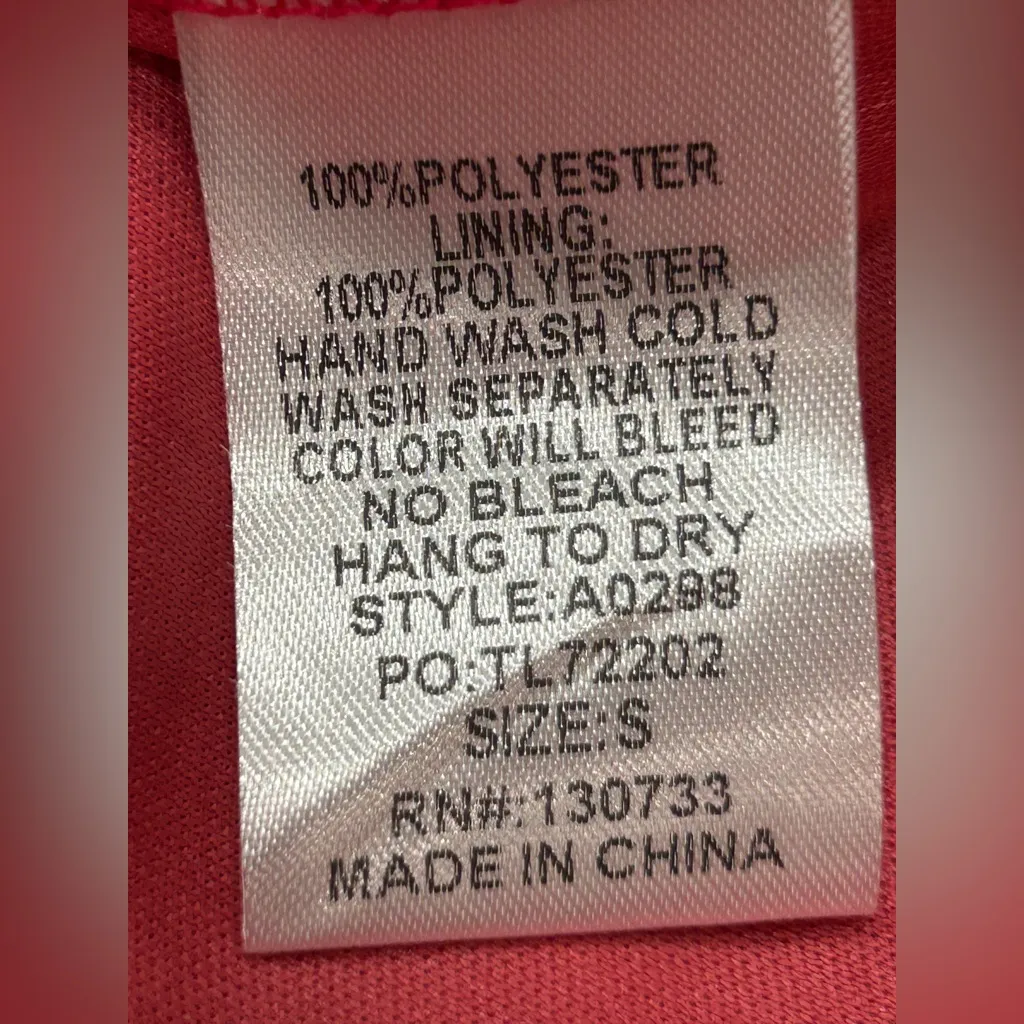 100%POLYESTER
LINING:
100%POLYESTER
HAND WASH COLD
WASH SEPARATELY
COLOR WILL BLEED
NO BLEACH
HANG TO DRY
STYLE:A0298
PO:TL72202
SIZE:S
RN#:130733
MADE IN CHINA